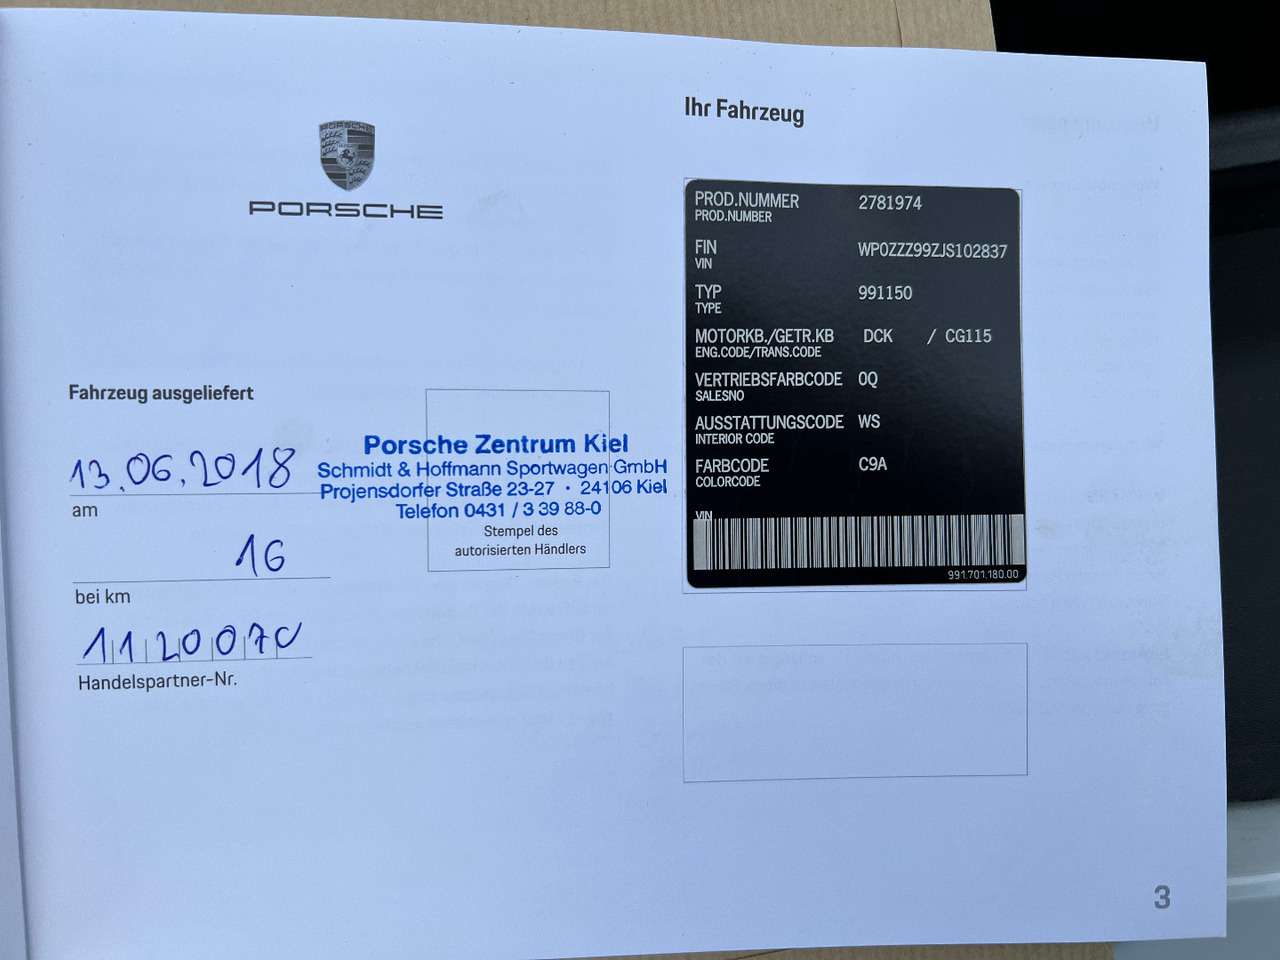 PORSCHE
PORSCHE
Fahrzeug ausgeliefert
13.06.2018
am
16
bei km
Handelspartner-Nr.
Porsche Zentrum Kiel
Schmidt & Hoffmann Sportwagen GmbH
Projensdorfer Straße 23-27 · 24106 Kiel
Telefon 0431 / 3 39 88-0
Stempel des
autorisierten Händlers
Ihr Fahrzeug
PROD.NUMMER 2781974
PROD.NUMBER
FIN WP0ZZZ99ZJS102837
VIN
TYP 991150
TYPE
MOTORKB./GETR.KB DCK / CG115
ENG.CODE/TRANS.CODE
VERTRIEBSFARBCODE 0Q
SALESNO
AUSSTATTUNGSCODE WS
INTERIOR CODE
FARBCODE C9A
COLORCODE
VIN
991.701.180.00
3